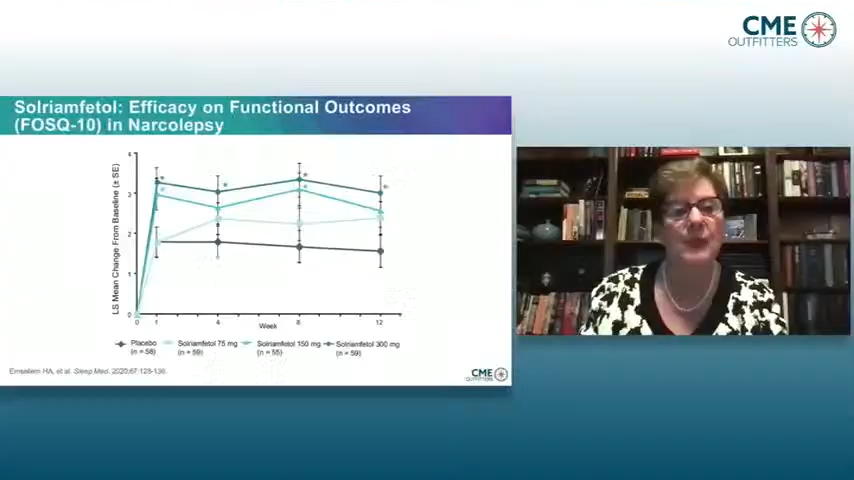 CME
OUTFITTERS
Solriamfetol: Efficacy on Functional Outcomes
(FOSQ-10) in Narcolepsy
LS Mean Change From Baseline (± SE)
4
3
2
1
0
0 1 4 8 12
Week
Placebo
(n = 58)
Solriamfetol 75 mg
(n = 59)
Solriamfetol 150 mg
(n = 55)
Solriamfetol 300 mg
(n = 59)
Emsellem HA, et al. Sleep Med. 2020;67:128-136.
CME
OUTFITTERS